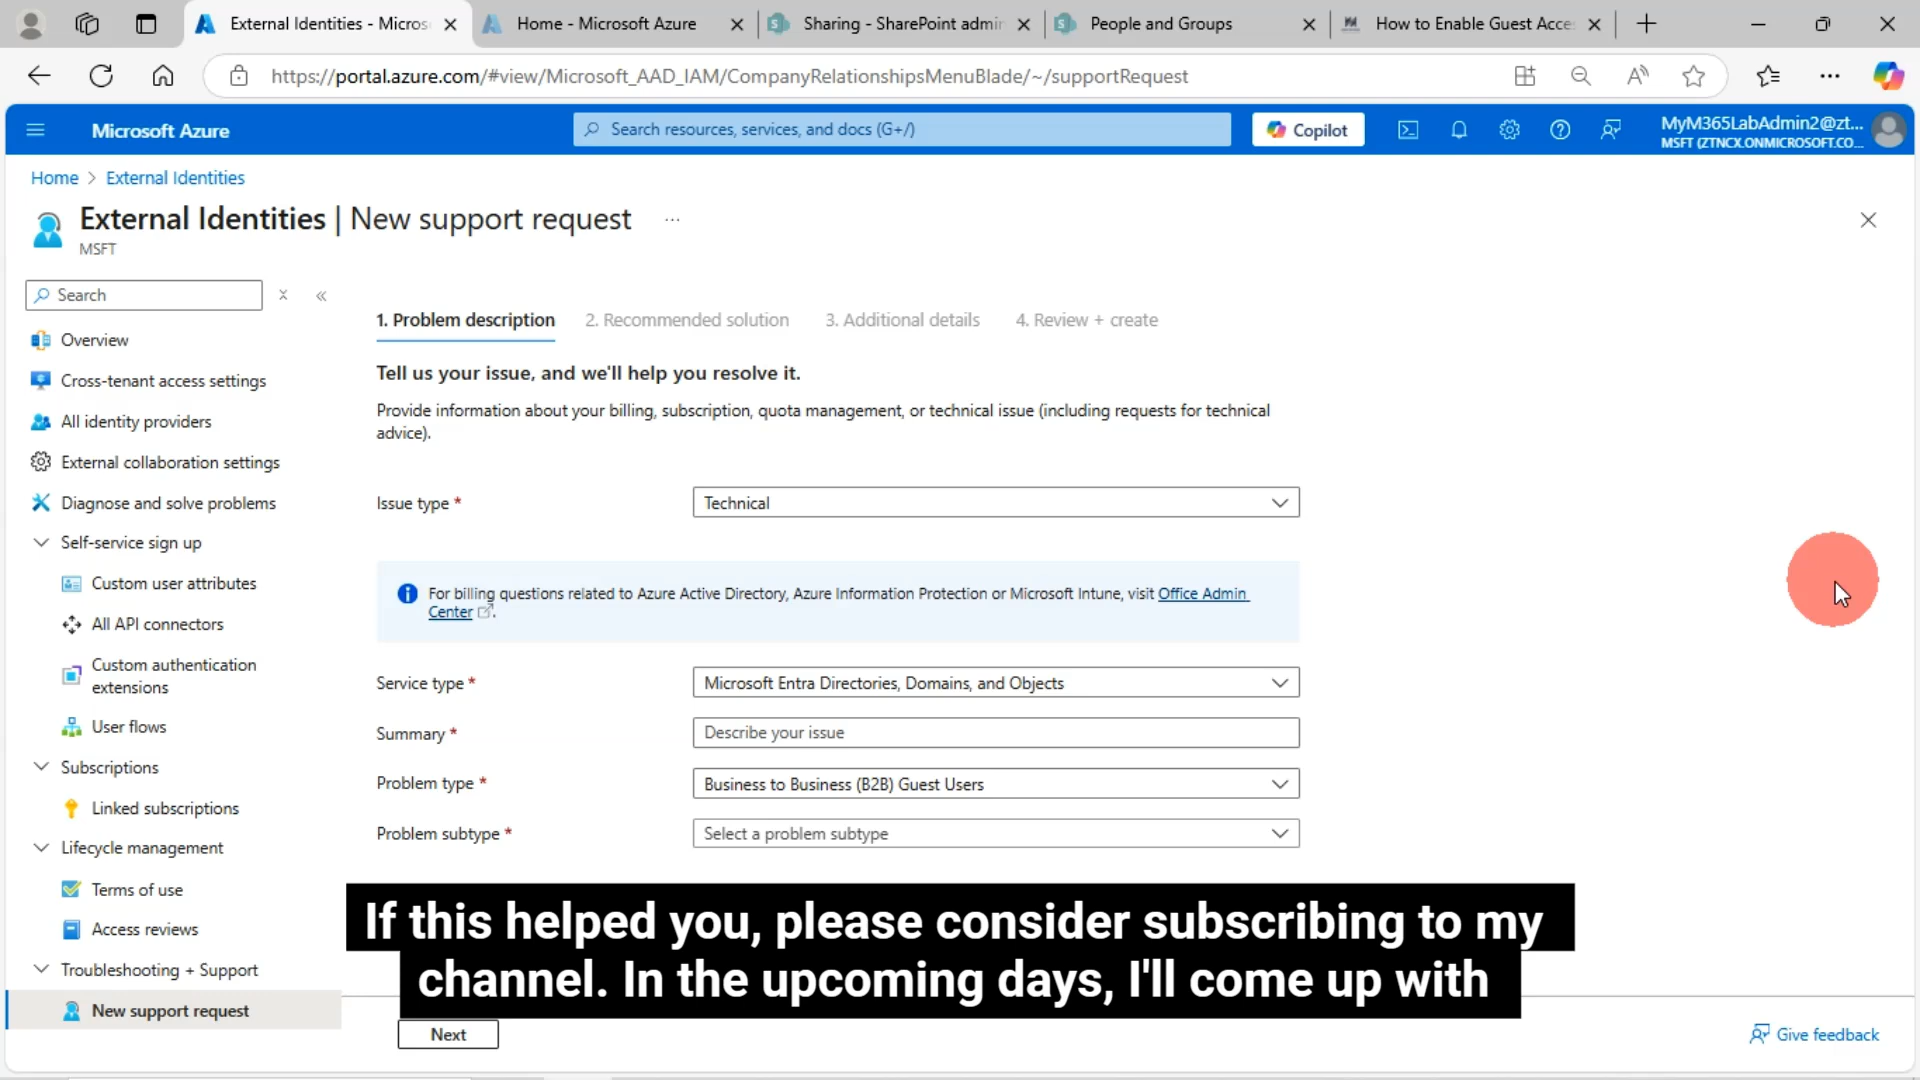 External Identities - Micros
Home - Microsoft Azure
Sharing - SharePoint admin
People and Groups
How to Enable Guest Acce
https://portal.azure.com/#view/Microsoft_AAD_IAM/CompanyRelationshipsMenuBlade/~/supportRequest
Microsoft Azure
Search resources, services, and docs (G+/)
Copilot
MyM365LabAdmin2@zt...
MSFT (ZTNCX.ONMICROSOFT.CO...
Home > External Identities
External Identities | New support request ...
MSFT
Search
Overview
Cross-tenant access settings
All identity providers
External collaboration settings
Diagnose and solve problems
Self-service sign up
Custom user attributes
All API connectors
Custom authentication
extensions
User flows
Subscriptions
Linked subscriptions
Lifecycle management
Terms of use
Access reviews
Troubleshooting + Support
New support request
1. Problem description
2. Recommended solution
3. Additional details
4. Review + create
Tell us your issue, and we'll help you resolve it.
Provide information about your billing, subscription, quota management, or technical issue (including requests for technical
advice).
Issue type *
Technical
For billing questions related to Azure Active Directory, Azure Information Protection or Microsoft Intune, visit Office Admin
Center.
Service type *
Microsoft Entra Directories, Domains, and Objects
Summary *
Describe your issue
Problem type *
Business to Business (B2B) Guest Users
Problem subtype *
Select a problem subtype
If this helped you, please consider subscribing to my
channel. In the upcoming days, I'll come up with
Next
Give feedback